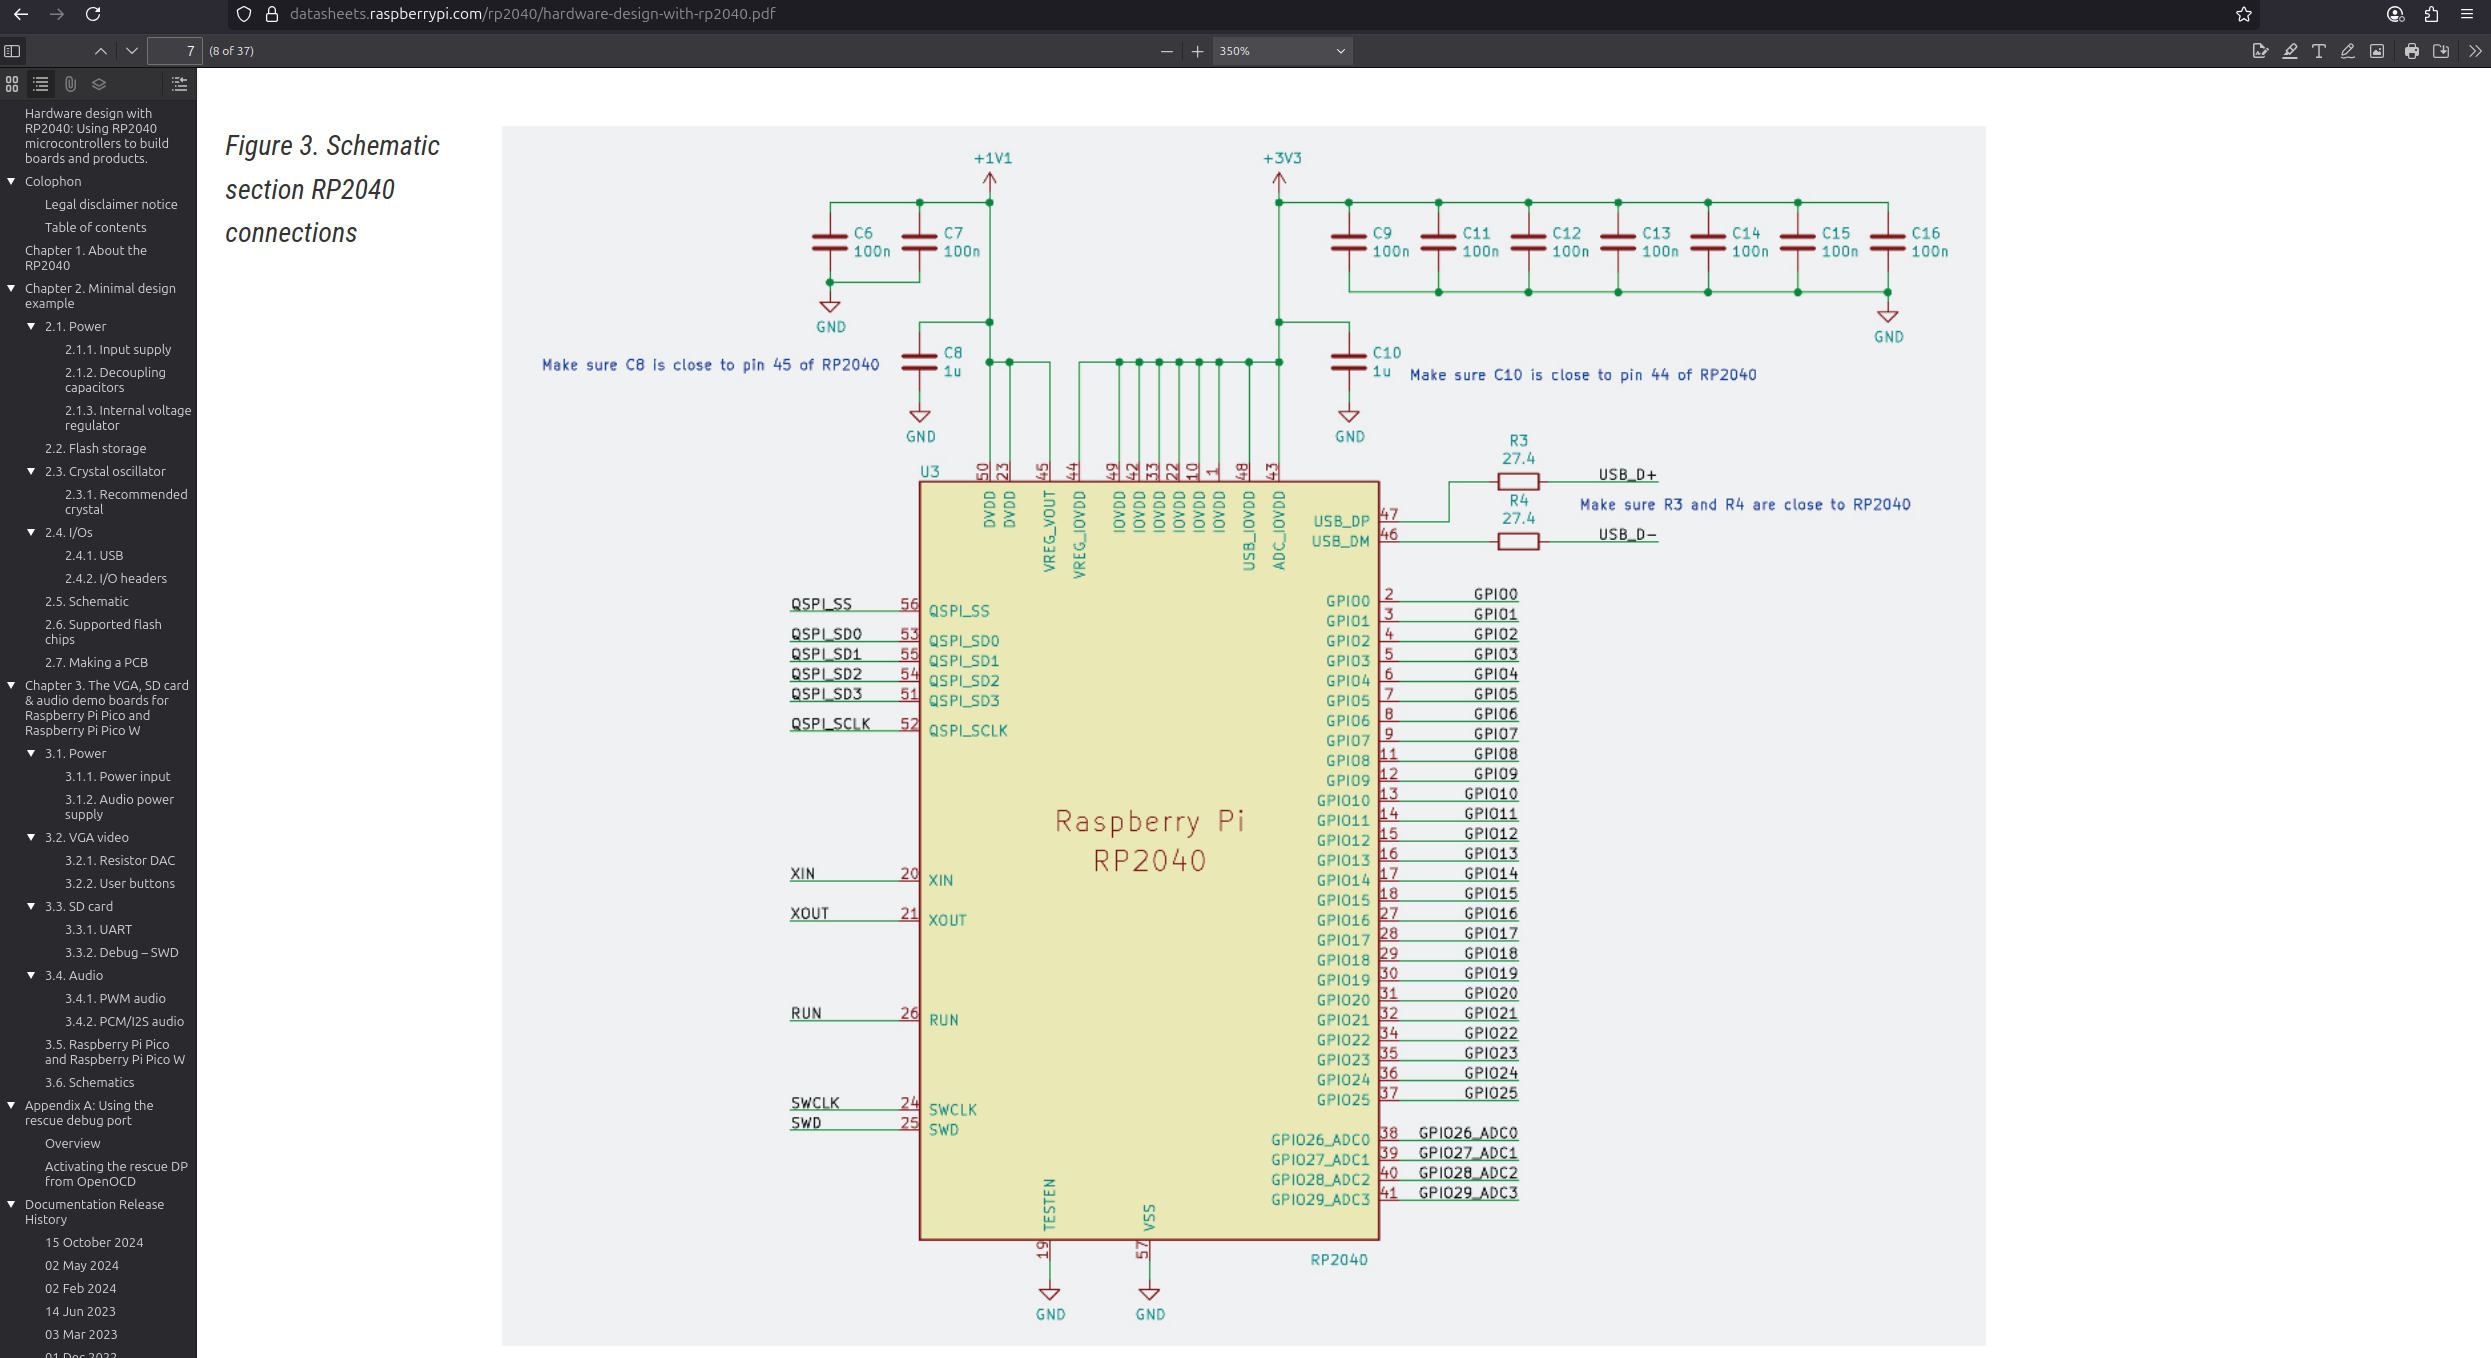 datasheets.raspberrypi.com/rp2040/hardware-design-with-rp2040.pdf
7
(8 of 37)
350%
Hardware design with
RP2040: Using RP2040
microcontrollers to build
boards and products.
Colophon
Legal disclaimer notice
Table of contents
Chapter 1. About the
RP2040
Chapter 2. Minimal design
example
2.1. Power
2.1.1. Input supply
2.1.2. Decoupling
capacitors
2.1.3. Internal voltage
regulator
2.2. Flash storage
2.3. Crystal oscillator
2.3.1. Recommended
crystal
2.4. I/Os
2.4.1. USB
2.4.2. I/O headers
2.5. Schematic
2.6. Supported flash
chips
2.7. Making a PCB
Chapter 3. The VGA, SD card
& audio demo boards for
Raspberry Pi Pico and
Raspberry Pi Pico W
3.1. Power
3.1.1. Power input
3.1.2. Audio power
supply
3.2. VGA video
3.2.1. Resistor DAC
3.2.2. User buttons
3.3. SD card
3.3.1. UART
3.3.2. Debug – SWD
3.4. Audio
3.4.1. PWM audio
3.4.2. PCM/I2S audio
3.5. Raspberry Pi Pico
and Raspberry Pi Pico W
3.6. Schematics
Appendix A: Using the
rescue debug port
Overview
Activating the rescue DP
from OpenOCD
Documentation Release
History
15 October 2024
02 May 2024
02 Feb 2024
14 Jun 2023
03 Mar 2023
01 Dec 2022
Figure 3. Schematic
section RP2040
connections
+1V1
+3V3
C6
100n
C7
100n
C9
100n
C11
100n
C12
100n
C13
100n
C14
100n
C15
100n
C16
100n
GND
GND
C8
1u
Make sure C8 is close to pin 45 of RP2040
C10
1u
Make sure C10 is close to pin 44 of RP2040
GND
GND
U3
50
23
45
44
49
42
33
22
10
1
48
43
DVDD
DVDD
VREG_VOUT
VREG_IOVDD
IOVDD
IOVDD
IOVDD
IOVDD
IOVDD
IOVDD
USB_IOVDD
ADC_IOVDD
R3
27.4
USB_D+
Make sure R3 and R4 are close to RP2040
R4
27.4
USB_D-
USB_DP 47
USB_DM 46
QSPI_SS 56 QSPI_SS
QSPI_SD0 53 QSPI_SD0
QSPI_SD1 55 QSPI_SD1
QSPI_SD2 54 QSPI_SD2
QSPI_SD3 51 QSPI_SD3
QSPI_SCLK 52 QSPI_SCLK
XIN 20 XIN
XOUT 21 XOUT
RUN 26 RUN
SWCLK 24 SWCLK
SWD 25 SWD
Raspberry Pi
RP2040
GPIO0 2 GPIO0
GPIO1 3 GPIO1
GPIO2 4 GPIO2
GPIO3 5 GPIO3
GPIO4 6 GPIO4
GPIO5 7 GPIO5
GPIO6 8 GPIO6
GPIO7 9 GPIO7
GPIO8 11 GPIO8
GPIO9 12 GPIO9
GPIO10 13 GPIO10
GPIO11 14 GPIO11
GPIO12 15 GPIO12
GPIO13 16 GPIO13
GPIO14 17 GPIO14
GPIO15 18 GPIO15
GPIO16 27 GPIO16
GPIO17 28 GPIO17
GPIO18 29 GPIO18
GPIO19 30 GPIO19
GPIO20 31 GPIO20
GPIO21 32 GPIO21
GPIO22 34 GPIO22
GPIO23 35 GPIO23
GPIO24 36 GPIO24
GPIO25 37 GPIO25
GPIO26_ADC0 38 GPIO26_ADC0
GPIO27_ADC1 39 GPIO27_ADC1
GPIO28_ADC2 40 GPIO28_ADC2
GPIO29_ADC3 41 GPIO29_ADC3
TESTEN
VSS
19
57
RP2040
GND
GND